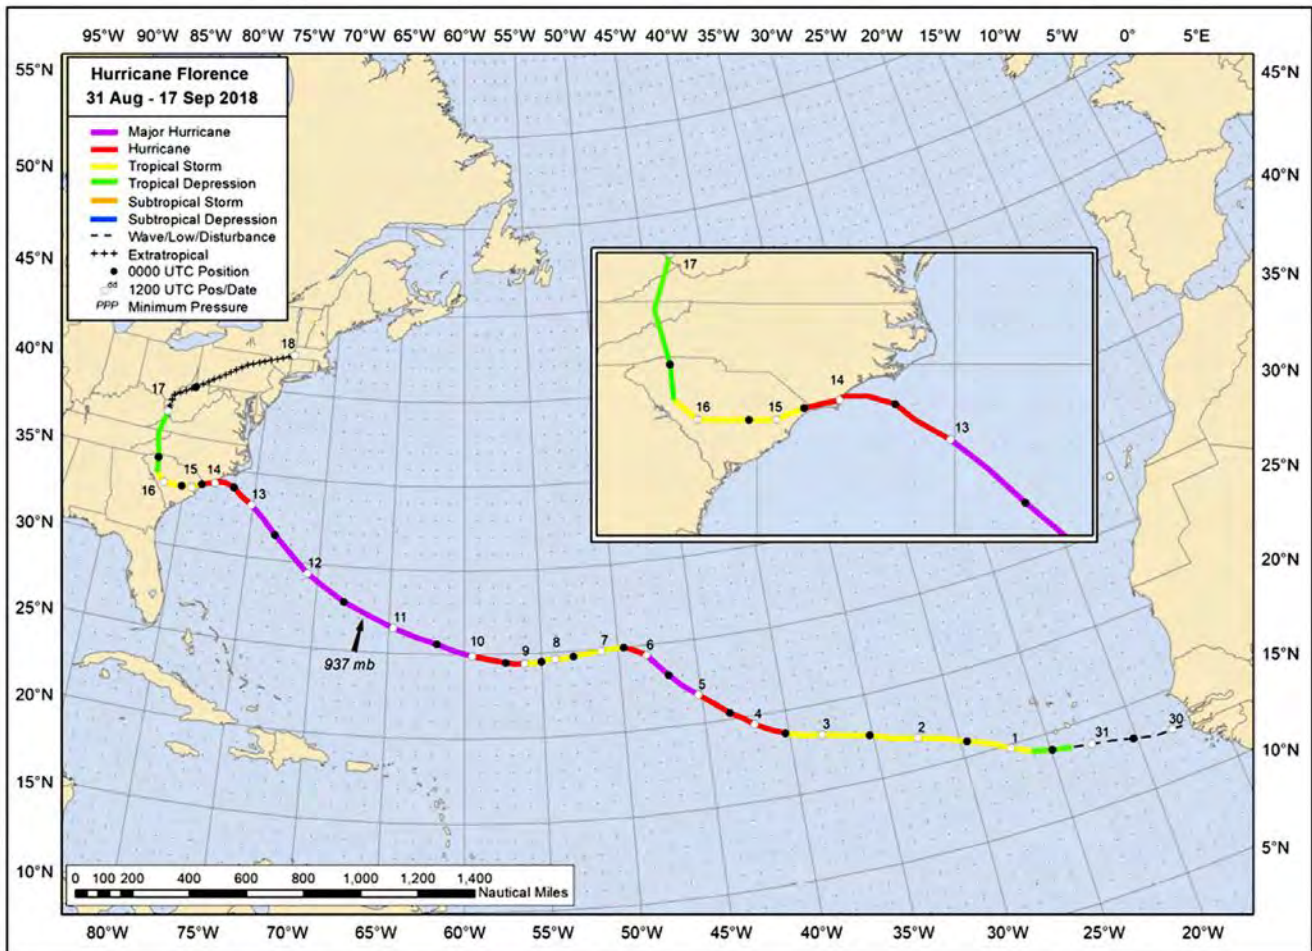 95°W 90°W 85°W 80°W 75°W 70°W 65°W 60°W 55°W 50°W 45°W 40°W 35°W 30°W 25°W 20°W 15°W 10°W 5°W 0° 5°E
55°N
50°N
45°N
40°N
35°N
30°N
25°N
20°N
15°N
10°N
Hurricane Florence
31 Aug - 17 Sep 2018
Major Hurricane
Hurricane
Tropical Storm
Tropical Depression
Subtropical Storm
Subtropical Depression
Wave/Low/Disturbance
Extratropical
0000 UTC Position
dd 1200 UTC Pos/Date
PPP Minimum Pressure
17
16
15
14
13
18
17
16
15
14
13
12
11
10
9
8
7
6
5
4
3
2
1
31
30
937 mb
45°N
40°N
35°N
30°N
25°N
20°N
15°N
10°N
5°N
0 100 200 400 600 800 1,000 1,200 1,400
Nautical Miles
80°W 75°W 70°W 65°W 60°W 55°W 50°W 45°W 40°W 35°W 30°W 25°W 20°W